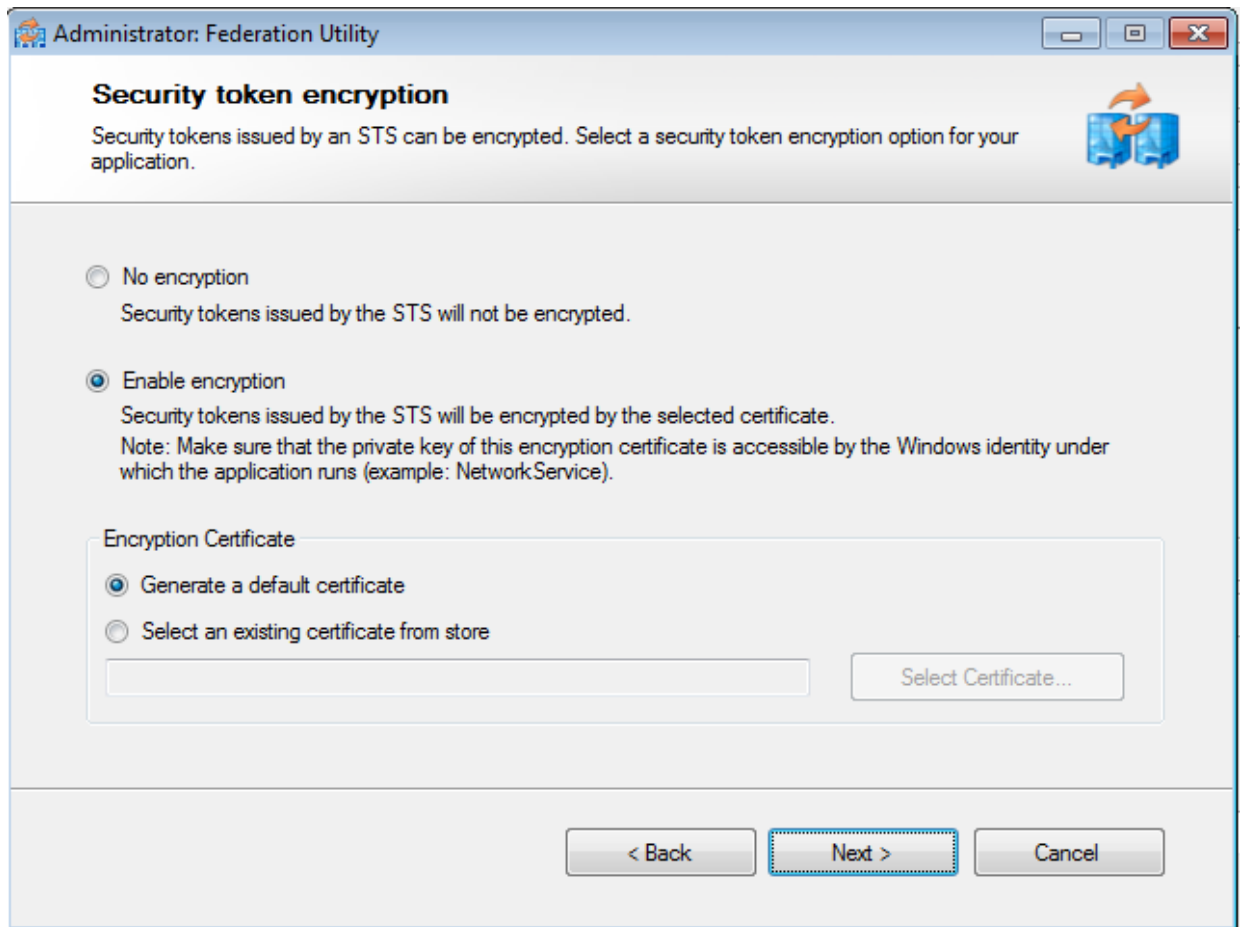 Administrator: Federation Utility
Security token encryption
Security tokens issued by an STS can be encrypted. Select a security token encryption option for your
application.
No encryption
Security tokens issued by the STS will not be encrypted.
Enable encryption
Security tokens issued by the STS will be encrypted by the selected certificate.
Note: Make sure that the private key of this encryption certificate is accessible by the Windows identity under
which the application runs (example: NetworkService).
Encryption Certificate
Generate a default certificate
Select an existing certificate from store
Select Certificate...
< Back
Next >
Cancel